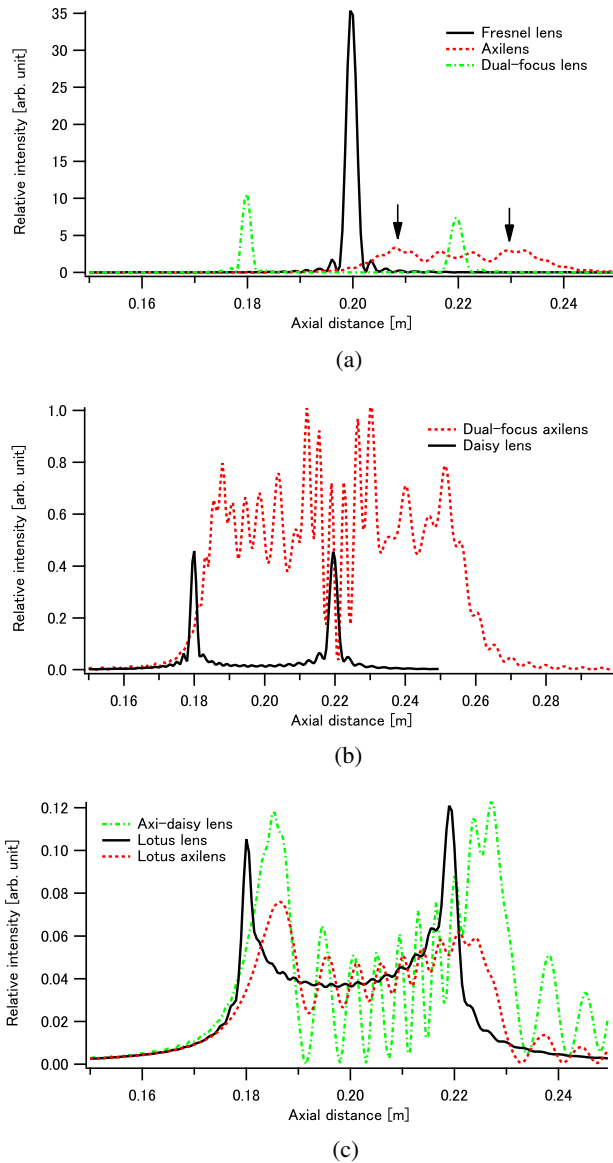 35
30
25
20
15
10
5
0
Relative intensity [arb. unit]
Fresnel lens
Axilens
Dual-focus lens
0.16
0.18
0.20
0.22
0.24
Axial distance [m]
(a)
1.0
0.8
0.6
0.4
0.2
0.0
Relative intensity [arb. unit]
Dual-focus axilens
Daisy lens
0.16
0.18
0.20
0.22
0.24
0.26
0.28
Axial distance [m]
(b)
0.12
0.10
0.08
0.06
0.04
0.02
0.00
Relative intensity [arb. unit]
Axi-daisy lens
Lotus lens
Lotus axilens
0.16
0.18
0.20
0.22
0.24
Axial distance [m]
(c)